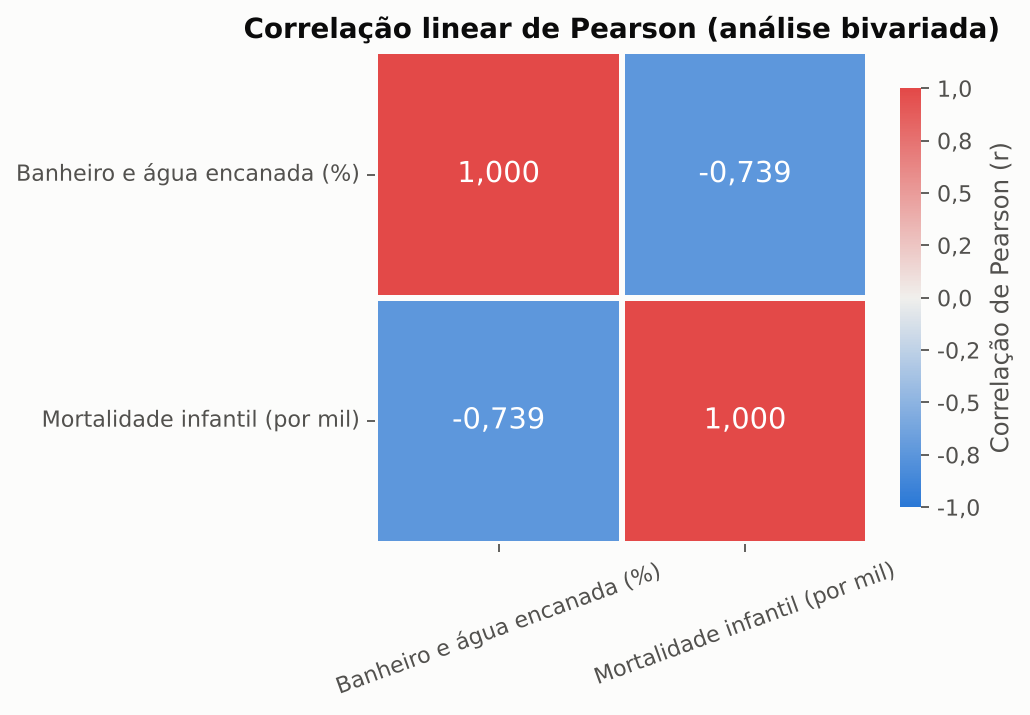 Correlação linear de Pearson (análise bivariada)
Banheiro e água encanada (%)
1,000
-0,739
Mortalidade infantil (por mil)
-0,739
1,000
Banheiro e água encanada (%)
Mortalidade infantil (por mil)
1,0
0,8
0,5
0,2
0,0
-0,2
-0,5
-0,8
-1,0
Correlação de Pearson (r)